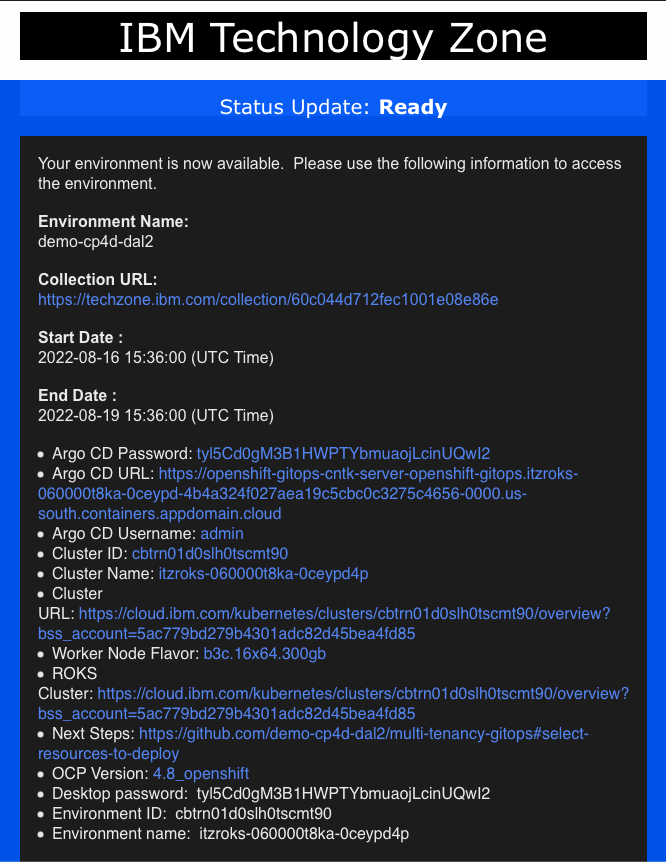 IBM Technology Zone
Status Update: Ready
Your environment is now available.  Please use the following information to access
the environment.
Environment Name:
demo-cp4d-dal2
Collection URL:
https://techzone.ibm.com/collection/60c044d712fec1001e08e86e
Start Date :
2022-08-16 15:36:00 (UTC Time)
End Date :
2022-08-19 15:36:00 (UTC Time)
• Argo CD Password: tyl5Cd0gM3B1HWPTYbmuaojLcinUQwI2
• Argo CD URL: https://openshift-gitops-cntk-server-openshift-gitops.itzroks-
060000t8ka-0ceypd-4b4a324f027aea19c5cbc0c3275c4656-0000.us-
south.containers.appdomain.cloud
• Argo CD Username: admin
• Cluster ID: cbtrn01d0slh0tscmt90
• Cluster Name: itzroks-060000t8ka-0ceypd4p
• Cluster
URL: https://cloud.ibm.com/kubernetes/clusters/cbtrn01d0slh0tscmt90/overview?
bss_account=5ac779bd279b4301adc82d45bea4fd85
• Worker Node Flavor: b3c.16x64.300gb
• ROKS
Cluster: https://cloud.ibm.com/kubernetes/clusters/cbtrn01d0slh0tscmt90/overview?
bss_account=5ac779bd279b4301adc82d45bea4fd85
• Next Steps: https://github.com/demo-cp4d-dal2/multi-tenancy-gitops#select-
resources-to-deploy
• OCP Version: 4.8_openshift
• Desktop password:  tyl5Cd0gM3B1HWPTYbmuaojLcinUQwI2
• Environment ID:  cbtrn01d0slh0tscmt90
• Environment name:  itzroks-060000t8ka-0ceypd4p